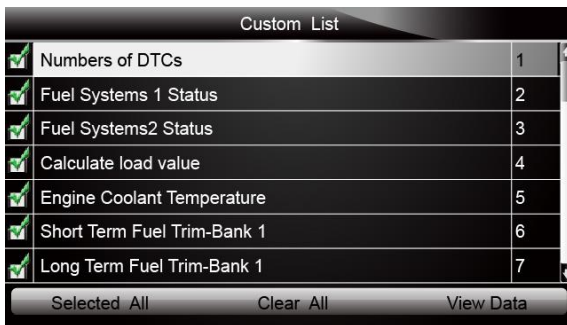 Custom List
Numbers of DTCs 1
Fuel Systems 1 Status 2
Fuel Systems2 Status 3
Calculate load value 4
Engine Coolant Temperature 5
Short Term Fuel Trim-Bank 1 6
Long Term Fuel Trim-Bank 1 7
Selected All Clear All View Data